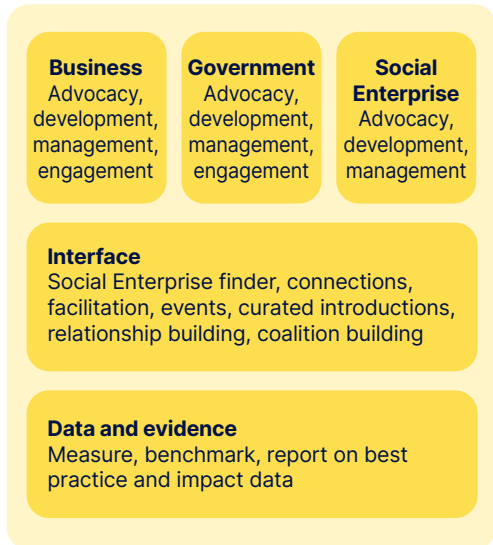 Business
Advocacy,
development,
management,
engagement
Government
Advocacy,
development,
management,
engagement
Social
Enterprise
Advocacy,
development,
management
Interface
Social Enterprise finder, connections,
facilitation, events, curated introductions,
relationship building, coalition building
Data and evidence
Measure, benchmark, report on best
practice and impact data